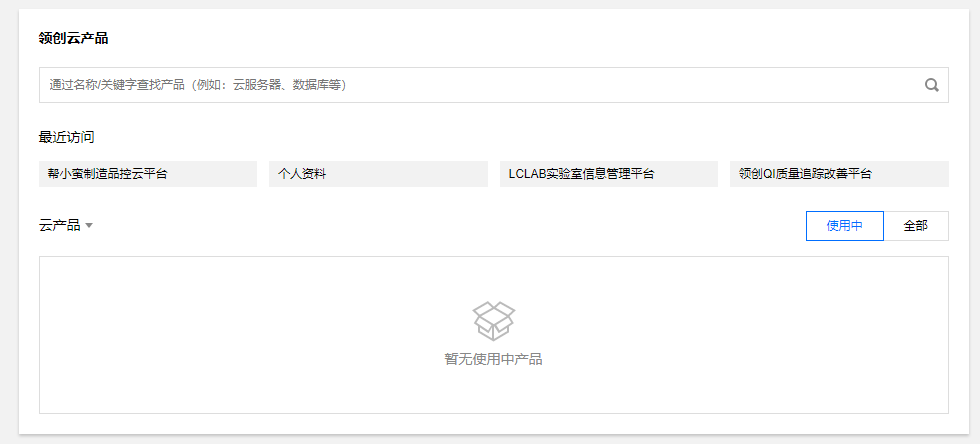 领创云产品
通过名称/关键字查找产品（例如：云服务器、数据库等）
最近访问
帮小蜜制造品控云平台 个人资料 LCLAB实验室信息管理平台 领创QI质量追踪改善平台
云产品 使用中 全部
暂无使用中产品